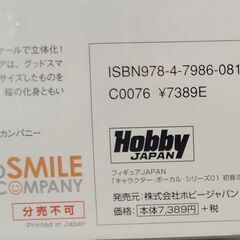 ールで立体化！
アは、グッドスマ
サイズしたものを
桜の化身ともい
カンパニー
SMILE
COMPANY
分売不可
ISBN978-4-7986-081
C0076 ¥7389E
Hobby
JAPAN
フィギュアJAPAN
「キャラクター・ボーカル・シリーズ01 初音ミ
発売元：株式会社ホビージャパン
価格：本体7,389円 +税